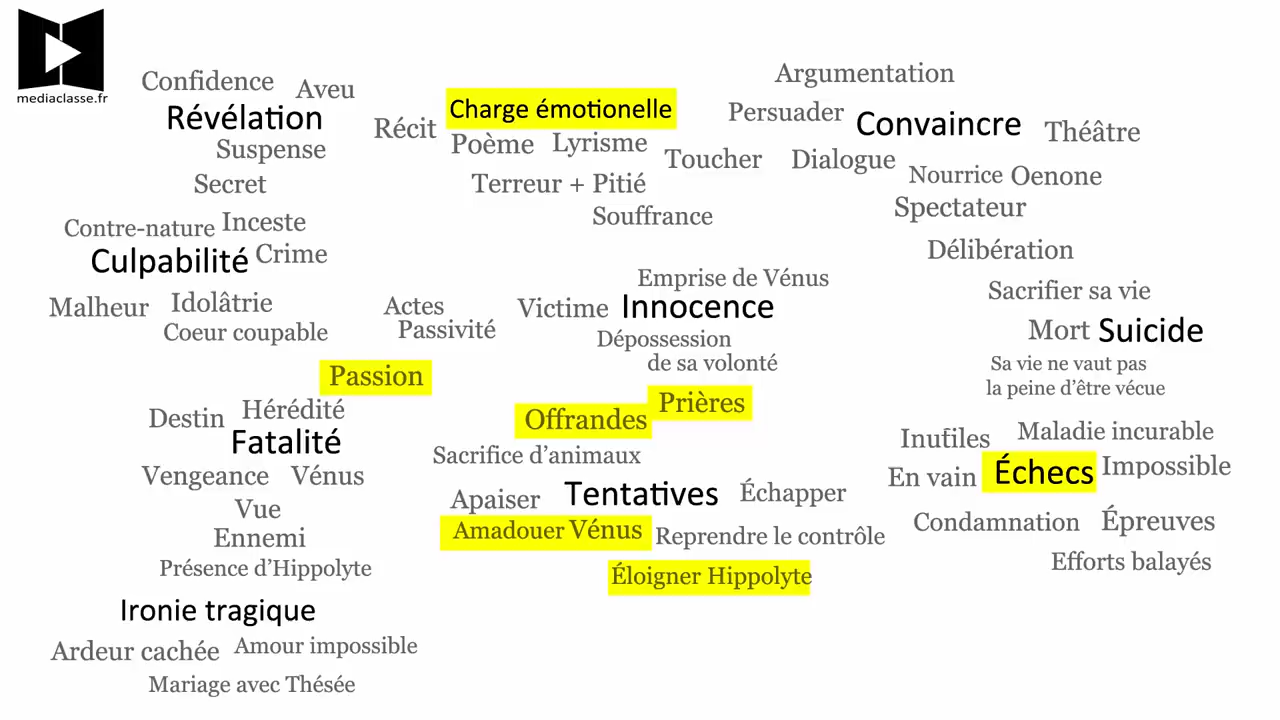 mediaclasse.fr
Confidence
Aveu
Révélation
Suspense
Secret
Récit
Charge émotionelle
Poème
Lyrisme
Toucher
Terreur + Pitié
Souffrance
Argumentation
Persuader
Convaincre
Théâtre
Dialogue
Nourrice Oenone
Spectateur
Délibération
Contre-nature
Inceste
Culpabilité
Crime
Malheur
Idolâtrie
Coeur coupable
Actes
Passivité
Emprise de Vénus
Victime
Innocence
Dépossession
de sa volonté
Sacrifier sa vie
Mort
Suicide
Sa vie ne vaut pas
la peine d'être vécue
Passion
Destin
Hérédité
Fatalité
Vengeance
Vénus
Vue
Ennemi
Présence d'Hippolyte
Prières
Offrandes
Sacrifice d'animaux
Apaiser
Tentatives
Échapper
Amadouer Vénus
Reprendre le contrôle
Éloigner Hippolyte
Inutiles
Maladie incurable
En vain
Échecs
Impossible
Condamnation
Épreuves
Efforts balayés
Ironie tragique
Ardeur cachée
Amour impossible
Mariage avec Thésée